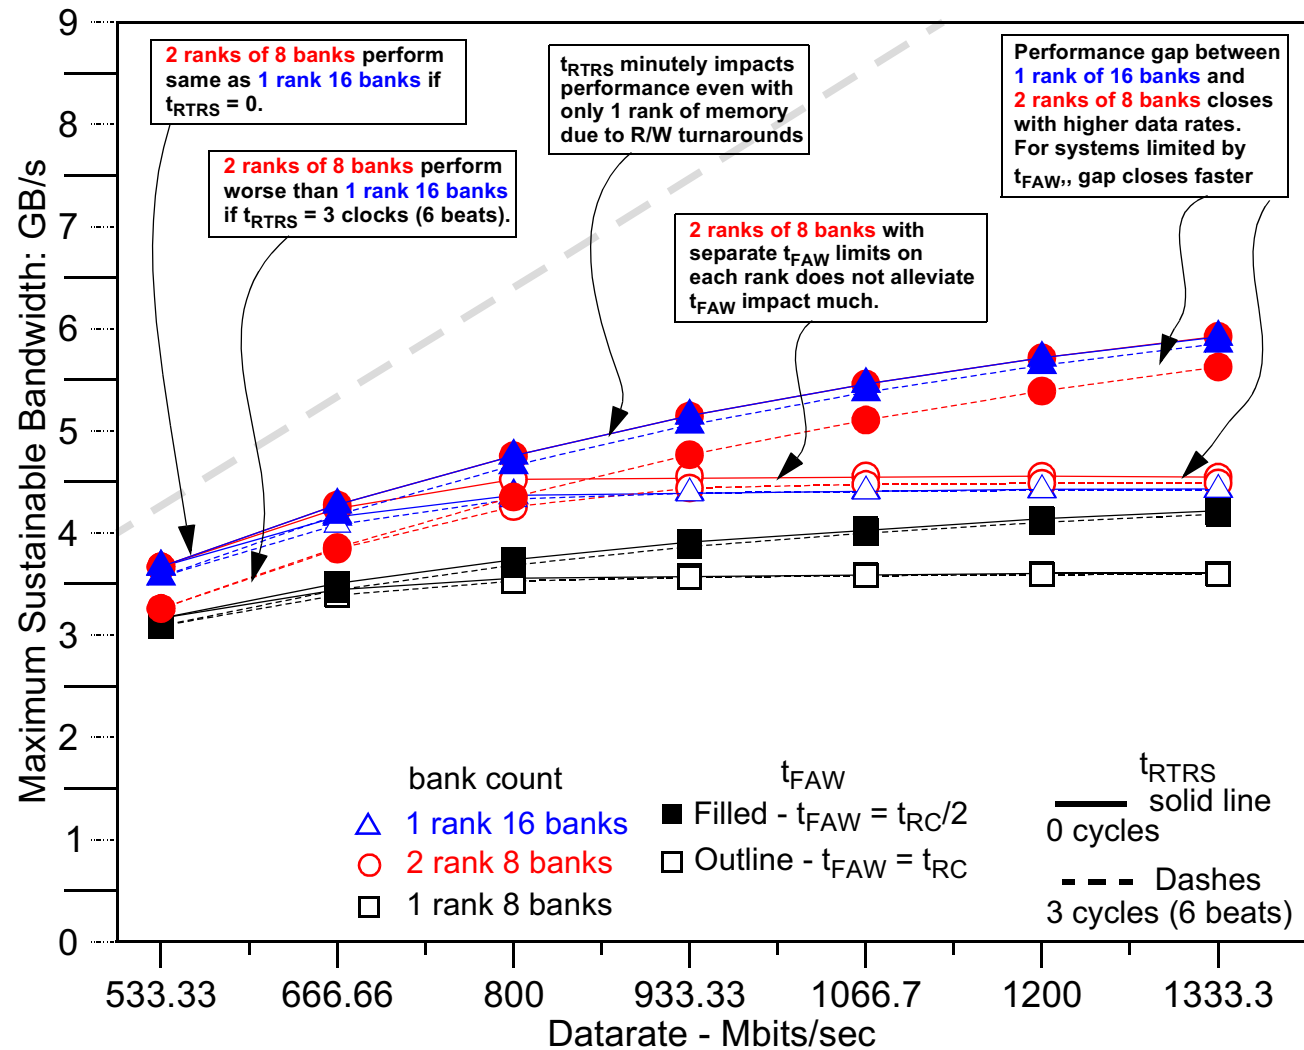 9
8
7
6
5
4
3
2
1
0
Maximum Sustainable Bandwidth: GB/s
2 ranks of 8 banks perform
same as 1 rank 16 banks if
tRTRS = 0.
2 ranks of 8 banks perform
worse than 1 rank 16 banks
if tRTRS = 3 clocks (6 beats).
tRTRS minutely impacts
performance even with
only 1 rank of memory
due to R/W turnarounds
2 ranks of 8 banks with
separate tFAW limits on
each rank does not alleviate
tFAW impact much.
Performance gap between
1 rank of 16 banks and
2 ranks of 8 banks closes
with higher data rates.
For systems limited by
tFAW,, gap closes faster
bank count
1 rank 16 banks
2 rank 8 banks
1 rank 8 banks
tFAW
Filled - tFAW = tRC/2
Outline - tFAW = tRC
tRTRS
solid line
0 cycles
Dashes
3 cycles (6 beats)
533.33 666.66 800 933.33 1066.7 1200 1333.3
Datarate - Mbits/sec